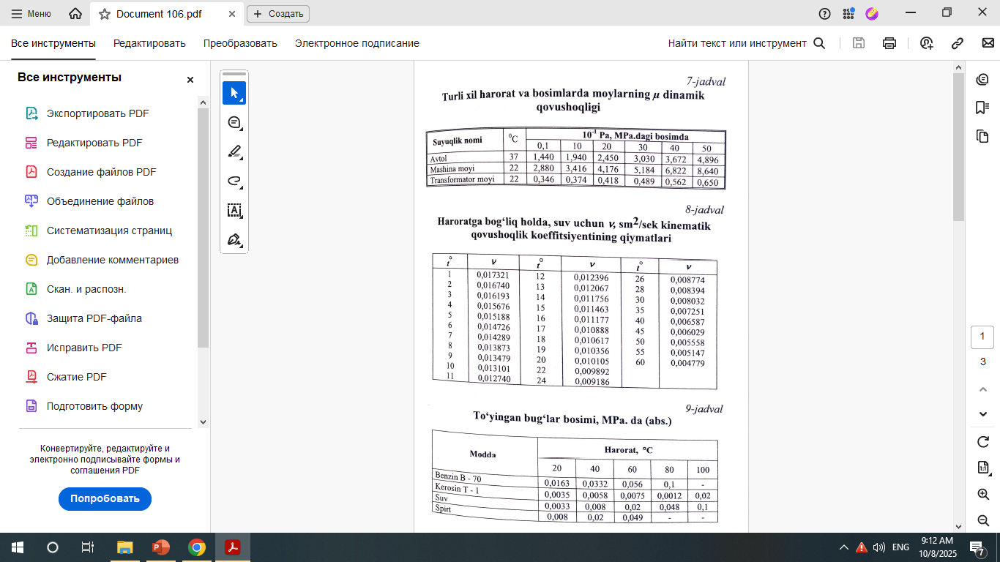 Меню
Document 106.pdf
Создать
Все инструменты Редактировать Преобразовать Электронное подписание Найти текст или инструмент
Все инструменты
Экспортировать PDF
Редактировать PDF
Создание файлов PDF
Объединение файлов
Систематизация страниц
Добавление комментариев
Скан. и распозн.
Защита PDF-файла
Исправить PDF
Сжатие PDF
Подготовить форму
Конвертируйте, редактируйте и
электронно подписывайте формы и
соглашения PDF
Попробовать
7-jadval
Turli xil harorat va bosimlarda moylarning μ dinamik
qovushoqligi
Suyuqlik nomi ⁰C 10⁻¹ Pa, MPa.dagi bosimda
0,1 10 20 30 40 50
Avtol 37 1,440 1,940 2,450 3,030 3,672 4,896
Mashina moyi 22 2,880 3,416 4,176 5,184 6,822 8,640
Transformator moyi 22 0,346 0,374 0,418 0,489 0,562 0,650
8-jadval
Haroratga bog‘liq holda, suv uchun ν, sm²/sek kinematik
qovushoqlik koeffitsiyentining qiymatlari
t° ν t° ν t° ν
1 0,017321 12 0,012396 26 0,008774
2 0,016740 13 0,012067 28 0,008394
3 0,016193 14 0,011756 30 0,008032
4 0,015676 15 0,011463 35 0,007251
5 0,015188 16 0,011177 40 0,006587
6 0,014726 17 0,010888 45 0,006029
7 0,014289 18 0,010617 50 0,005558
8 0,013873 19 0,010356 55 0,005147
9 0,013479 20 0,010105 60 0,004779
10 0,013101 22 0,009892
11 0,012740 24 0,009186
9-jadval
To‘yingan bug‘lar bosimi, MPa. da (abs.)
Modda Harorat, °C
20 40 60 80 100
Benzin B - 70 0,0163 0,0332 0,056 0,1 -
Kerosin T - 1 0,0035 0,0058 0,0075 0,0012 0,02
Suv 0,0033 0,008 0,02 0,048 0,1
Spirt 0,008 0,02 0,049 - -
1
3
1:1
ENG
9:12 AM
10/8/2025
7